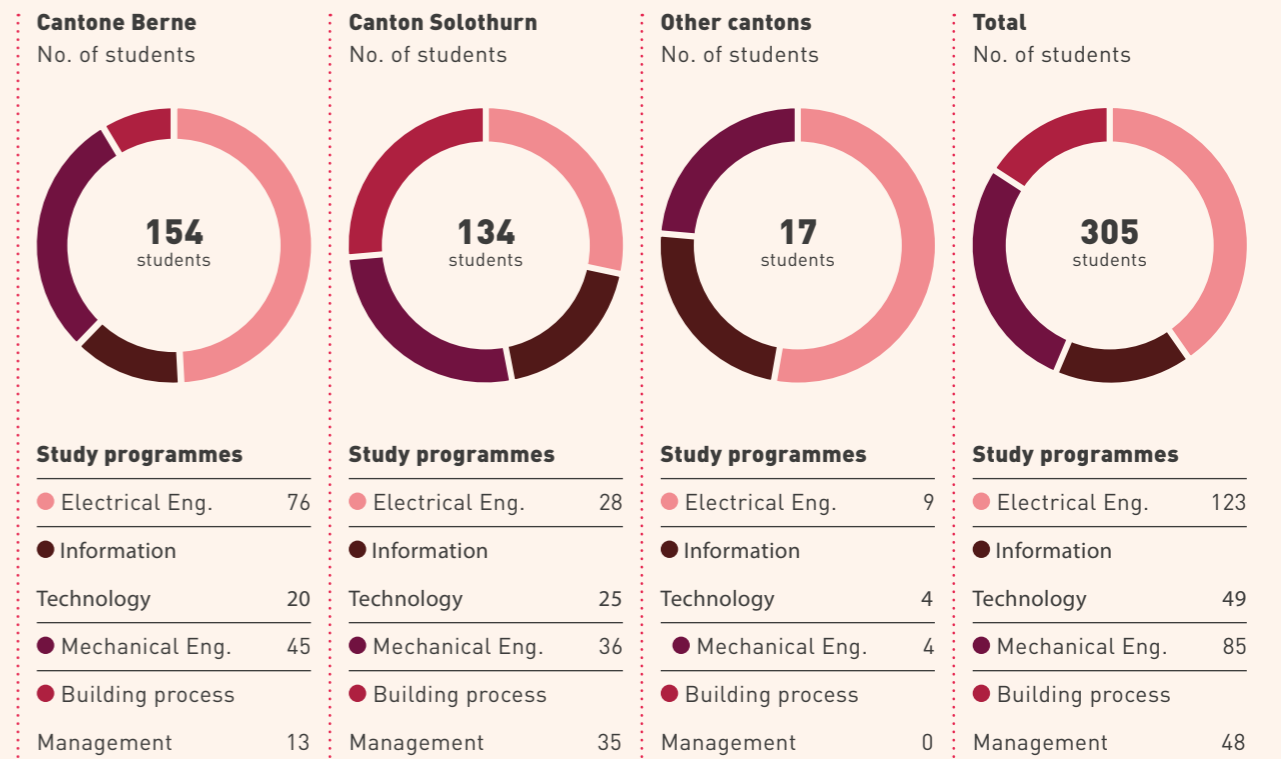 Cantone Berne
No. of students
154
students
Study programmes
Electrical Eng. 76
Information
Technology 20
Mechanical Eng. 45
Building process
Management 13
Canton Solothurn
No. of students
134
students
Study programmes
Electrical Eng. 28
Information
Technology 25
Mechanical Eng. 36
Building process
Management 35
Other cantons
No. of students
17
students
Study programmes
Electrical Eng. 9
Information
Technology 4
Mechanical Eng. 4
Building process
Management 0
Total
No. of students
305
students
Study programmes
Electrical Eng. 123
Information
Technology 49
Mechanical Eng. 85
Building process
Management 48